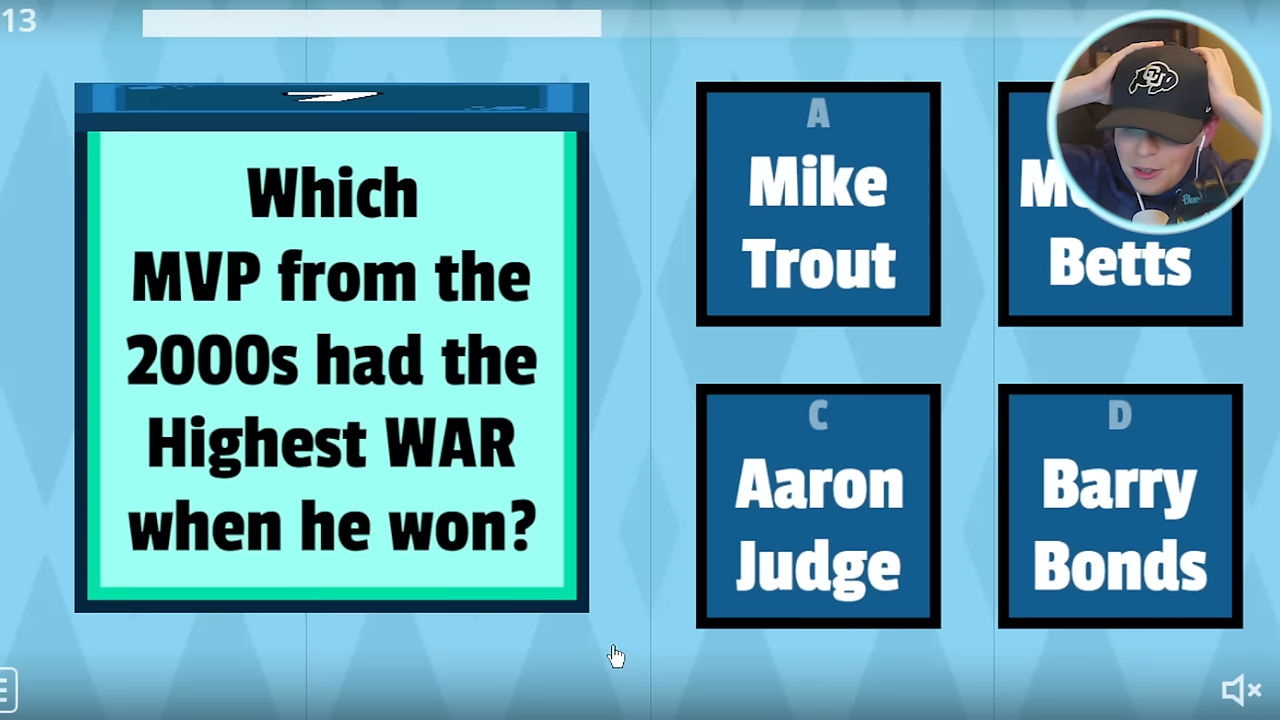 13
Which
MVP from the
2000s had the
Highest WAR
when he won?
A
Mike
Trout
Betts
C
Aaron
Judge
D
Barry
Bonds
CU